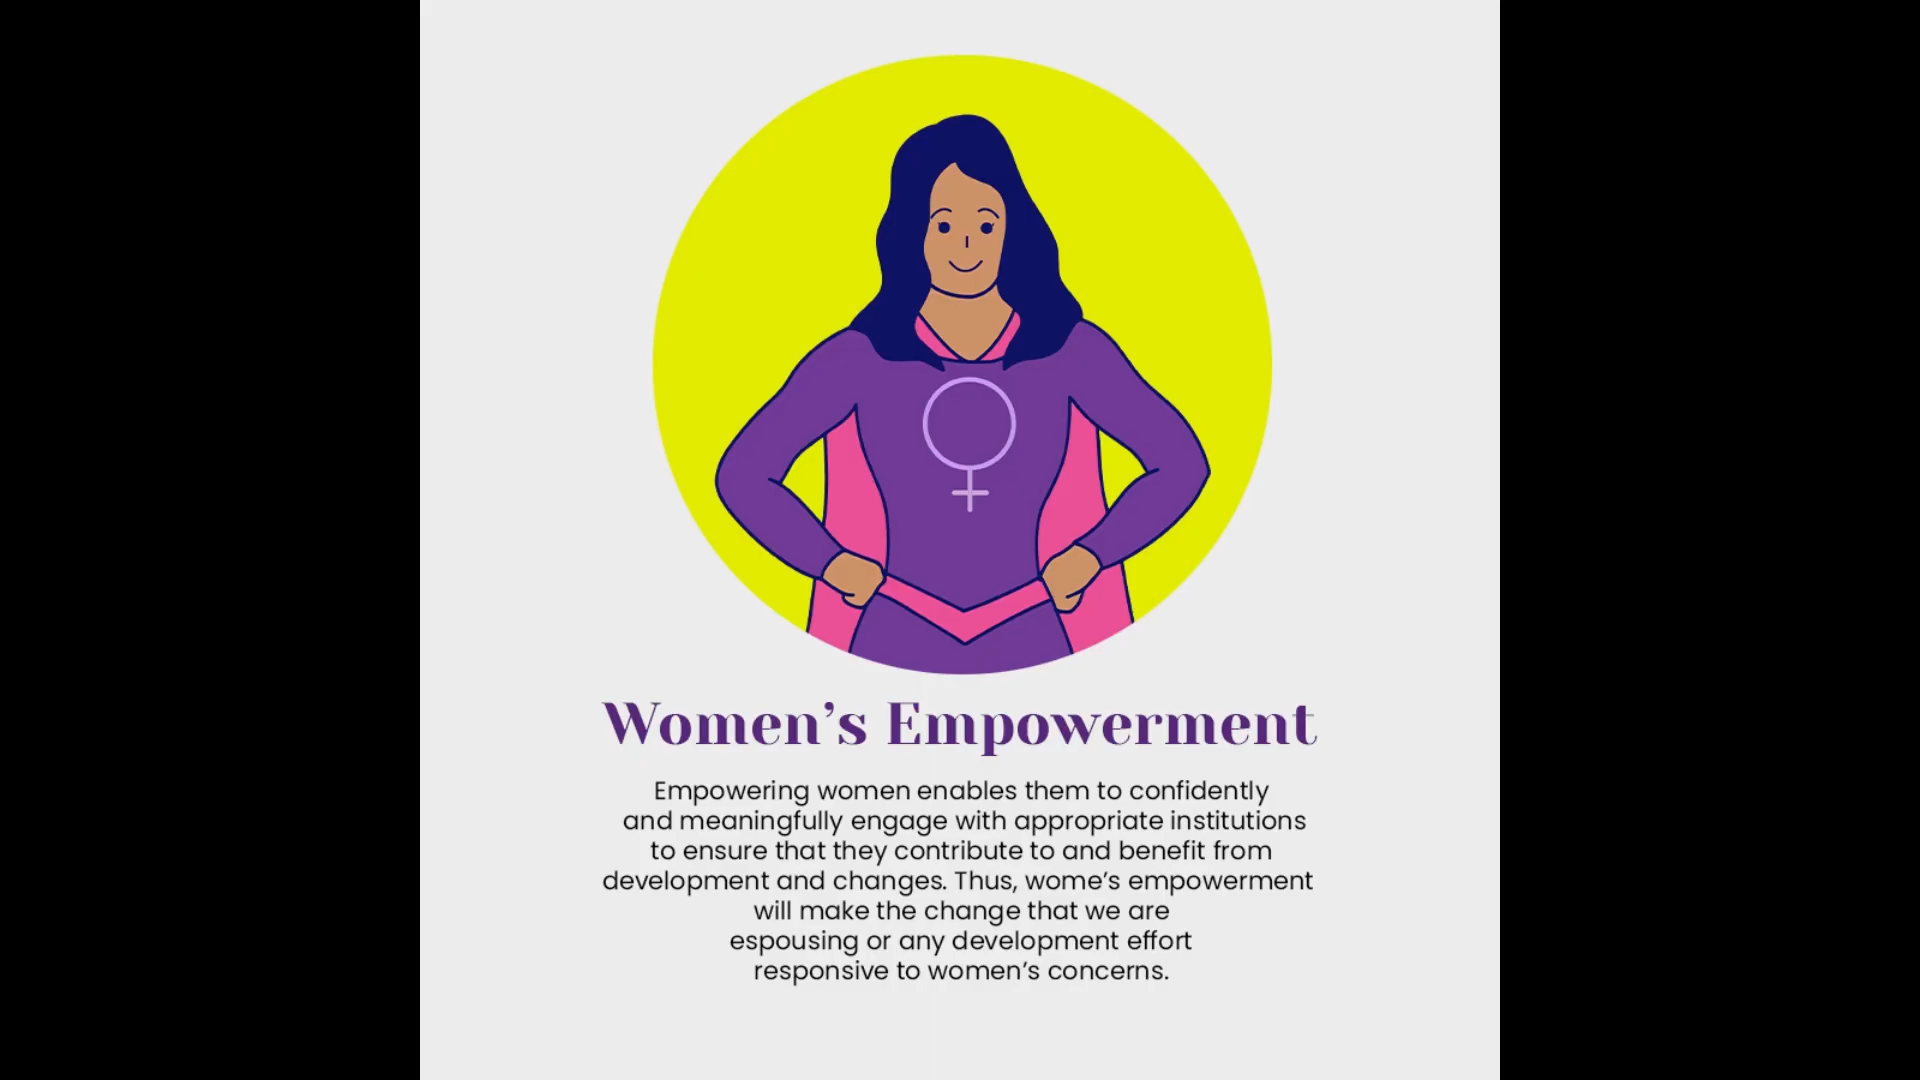 Women’s Empowerment
Empowering women enables them to confidently
and meaningfully engage with appropriate institutions
to ensure that they contribute to and benefit from
development and changes. Thus, wome’s empowerment
will make the change that we are
espousing or any development effort
responsive to women’s concerns.